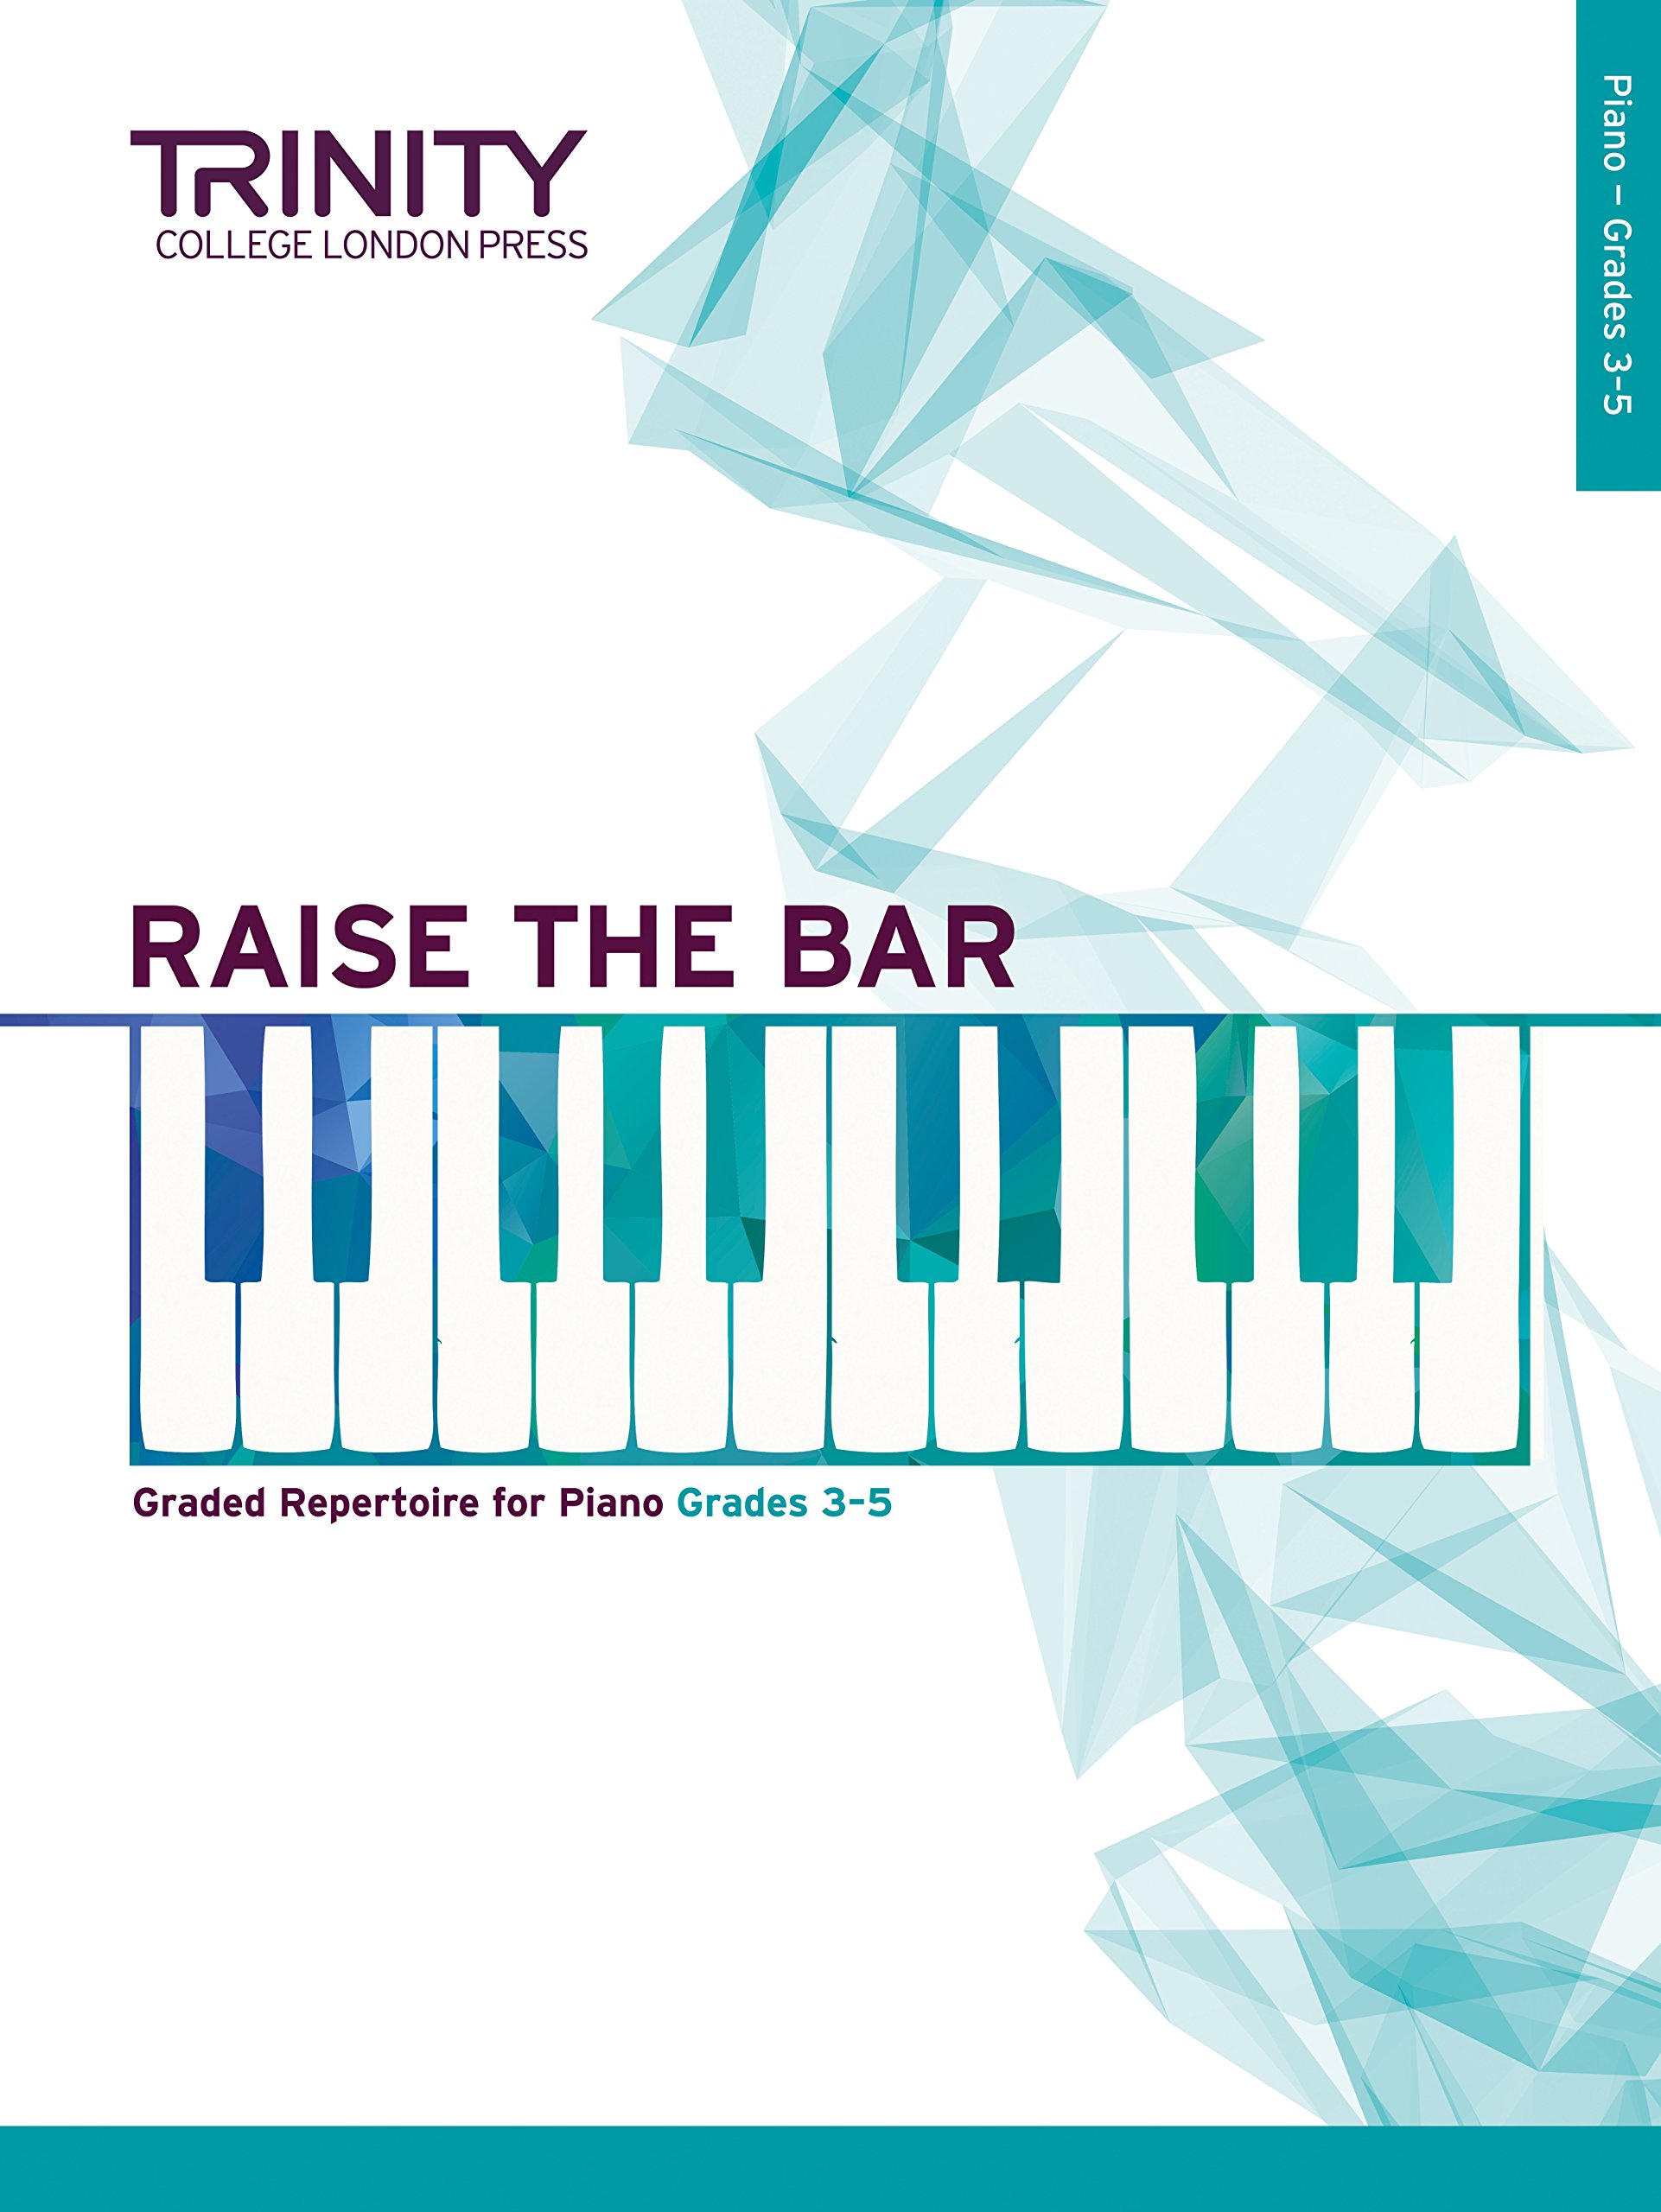 TRINITY
COLLEGE LONDON PRESS
Piano – Grades 3–5
RAISE THE BAR
Graded Repertoire for Piano Grades 3–5